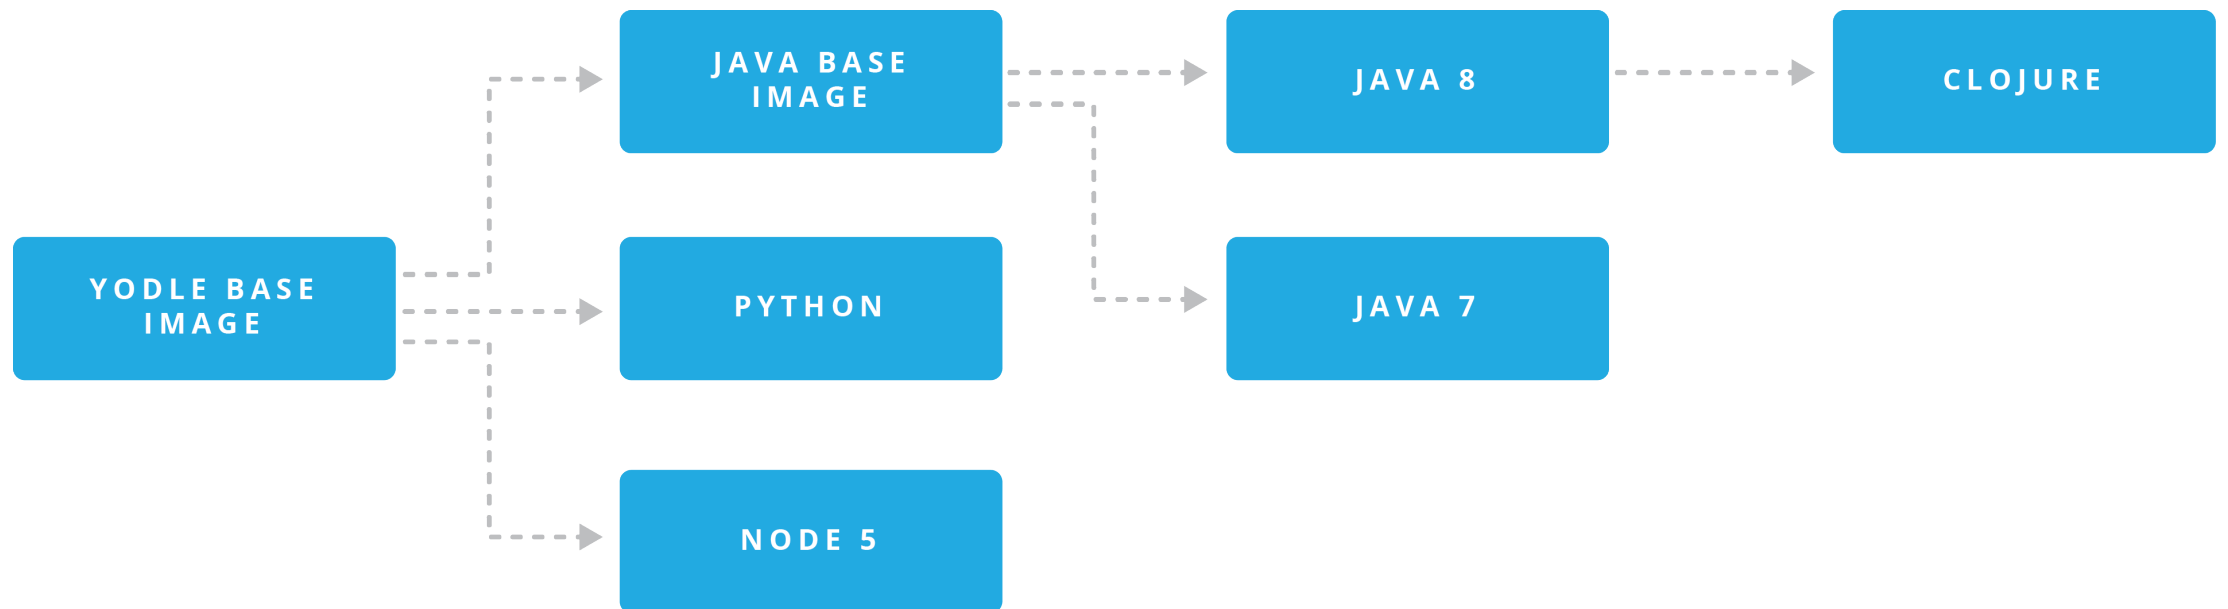 JAVA BASE
IMAGE
JAVA 8
CLOJURE
YODLE BASE
IMAGE
PYTHON
JAVA 7
NODE 5